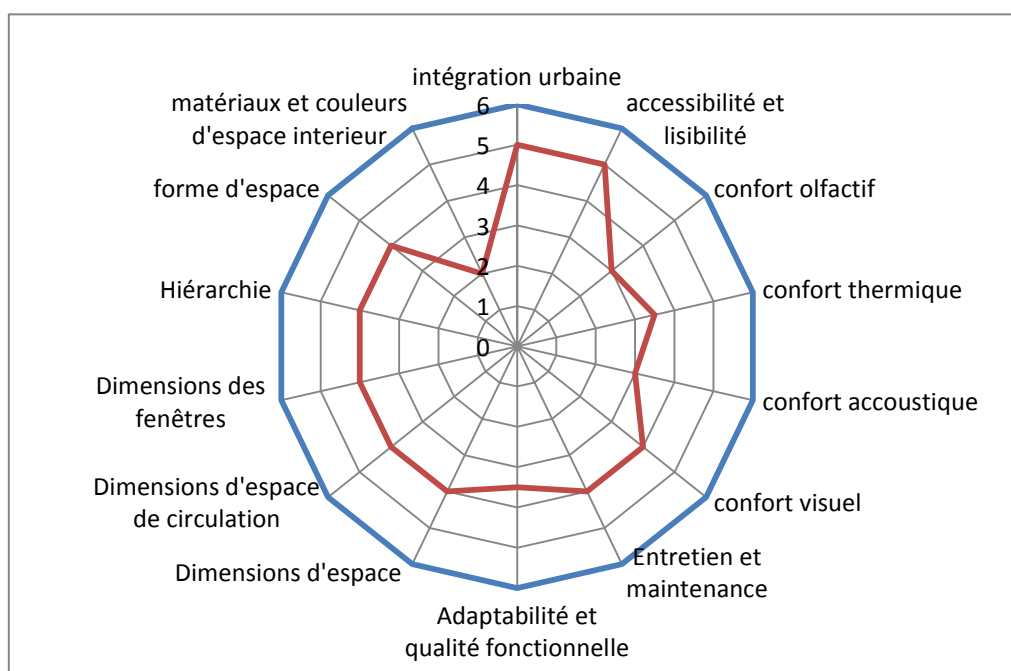 intégration urbaine
accessibilité et
lisibilité
confort olfactif
confort thermique
confort accoustique
confort visuel
Entretien et
maintenance
Adaptabilité et
qualité fonctionnelle
Dimensions d'espace
Dimensions d'espace
de circulation
Dimensions des
fenêtres
Hiérarchie
forme d'espace
matériaux et couleurs
d'espace interieur
6
5
4
3
2
1
0